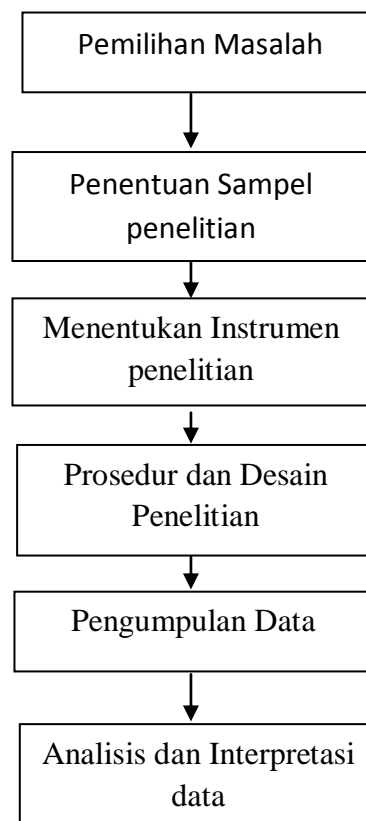 Pemilihan Masalah
Penentuan Sampel
penelitian
Menentukan Instrumen
penelitian
Prosedur dan Desain
Penelitian
Pengumpulan Data
Analisis dan Interpretasi
data